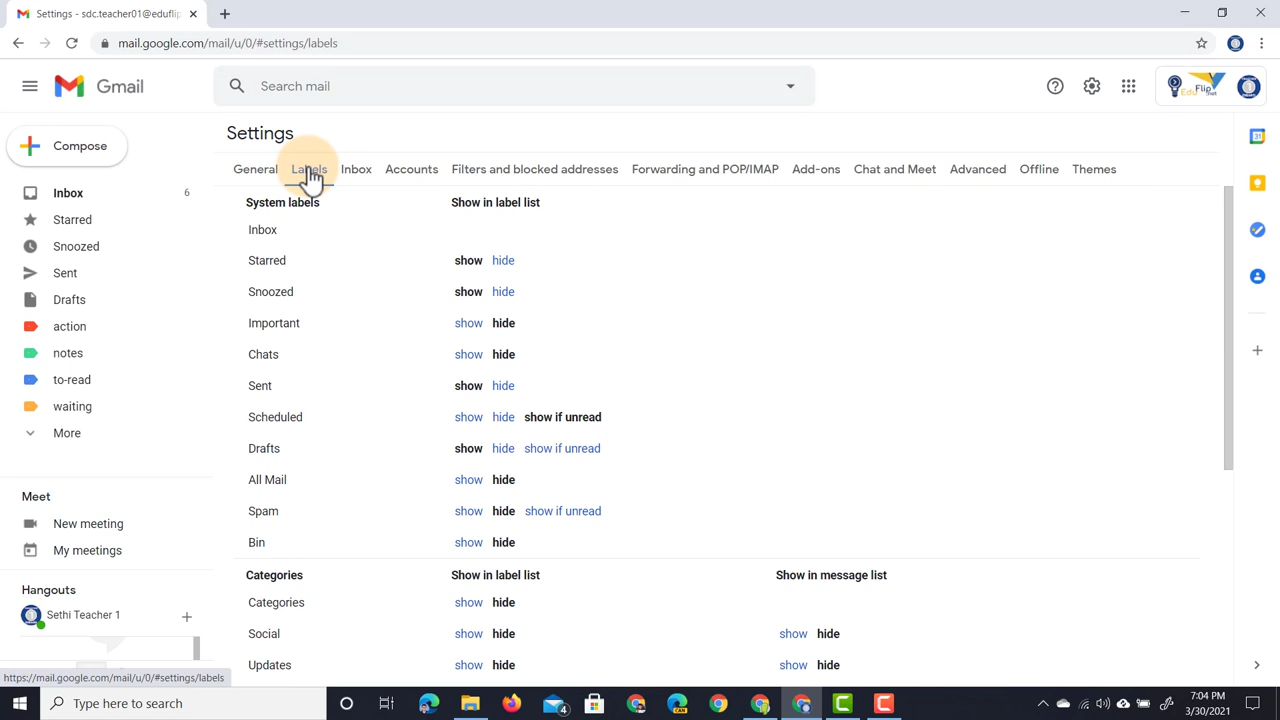 Settings - sdc.teacher01@eduflip
mail.google.com/mail/u/0/#settings/labels
Gmail
Search mail
EduFlip.net
Compose
Settings
General Labels Inbox Accounts Filters and blocked addresses Forwarding and POP/IMAP Add-ons Chat and Meet Advanced Offline Themes
Inbox 6
Starred
Snoozed
Sent
Drafts
action
notes
to-read
waiting
More
Meet
New meeting
My meetings
Hangouts
Sethi Teacher 1
System labels Show in label list
Inbox
Starred show hide
Snoozed show hide
Important show hide
Chats show hide
Sent show hide
Scheduled show hide show if unread
Drafts show hide show if unread
All Mail show hide
Spam show hide show if unread
Bin show hide
Categories Show in label list Show in message list
Categories show hide
Social show hide show hide
Updates show hide show hide
31
https://mail.google.com/mail/u/0/#settings/labels
Type here to search
4
CAN
7:04 PM
3/30/2021